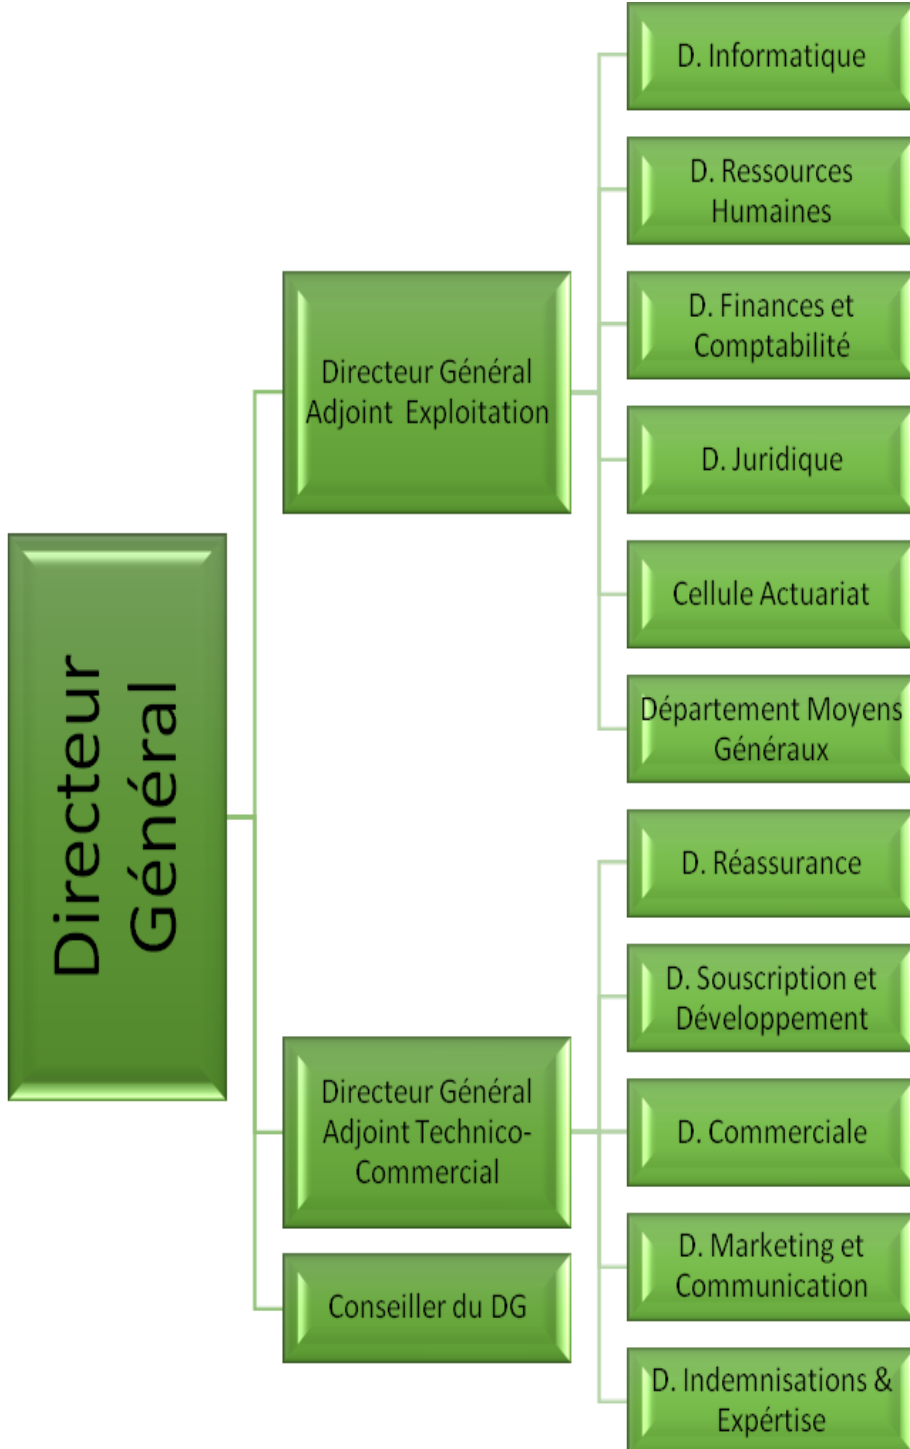 Directeur
Général
Directeur Général
Adjoint Exploitation
D. Informatique
D. Ressources
Humaines
D. Finances et
Comptabilité
D. Juridique
Cellule Actuariat
Département Moyens
Généraux
Directeur Général
Adjoint Technico-
Commercial
D. Réassurance
D. Souscription et
Développement
D. Commerciale
D. Marketing et
Communication
D. Indemnisations &
Expértise
Conseiller du DG